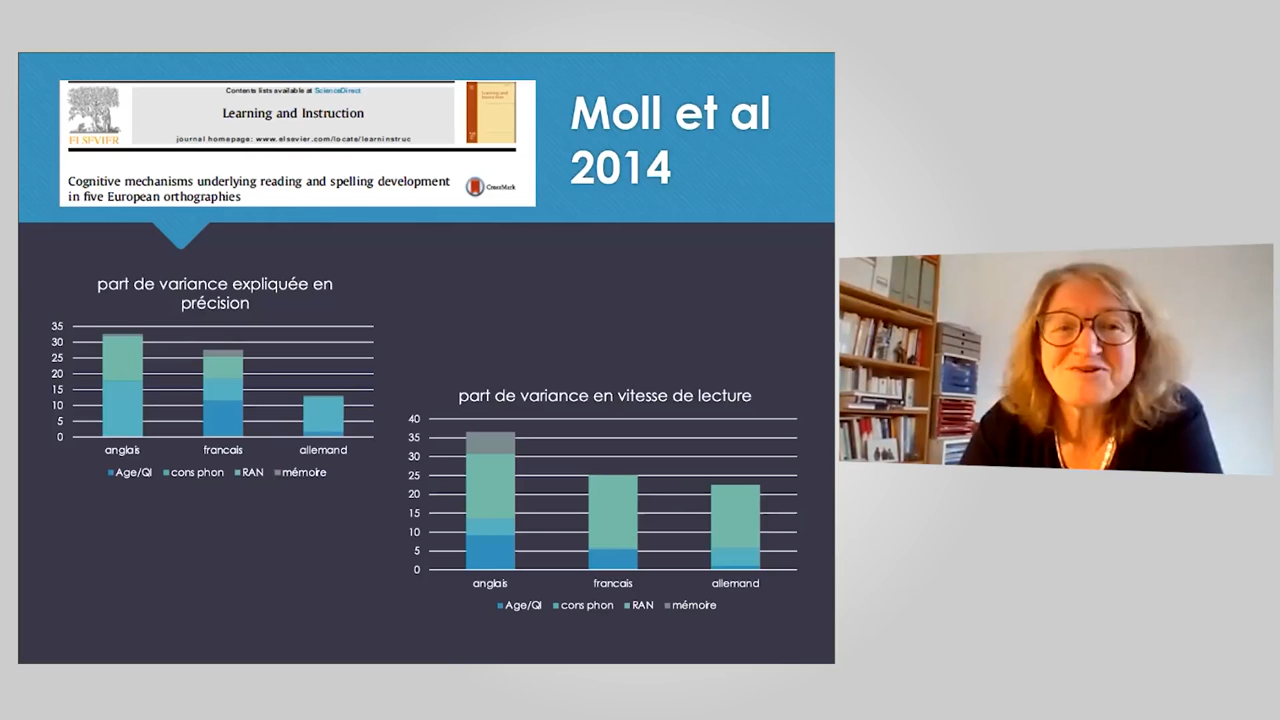 Contents lists available at ScienceDirect
Learning and Instruction
journal homepage: www.elsevier.com/locate/learninstruc
ELSEVIER
Cognitive mechanisms underlying reading and spelling development
in five European orthographies
CrossMark
Moll et al
2014
part de variance expliquée en
précision
35
30
25
20
15
10
5
0
anglais francais allemand
Age/QI cons phon RAN mémoire
part de variance en vitesse de lecture
40
35
30
25
20
15
10
5
0
anglais francais allemand
Age/QI cons phon RAN mémoire